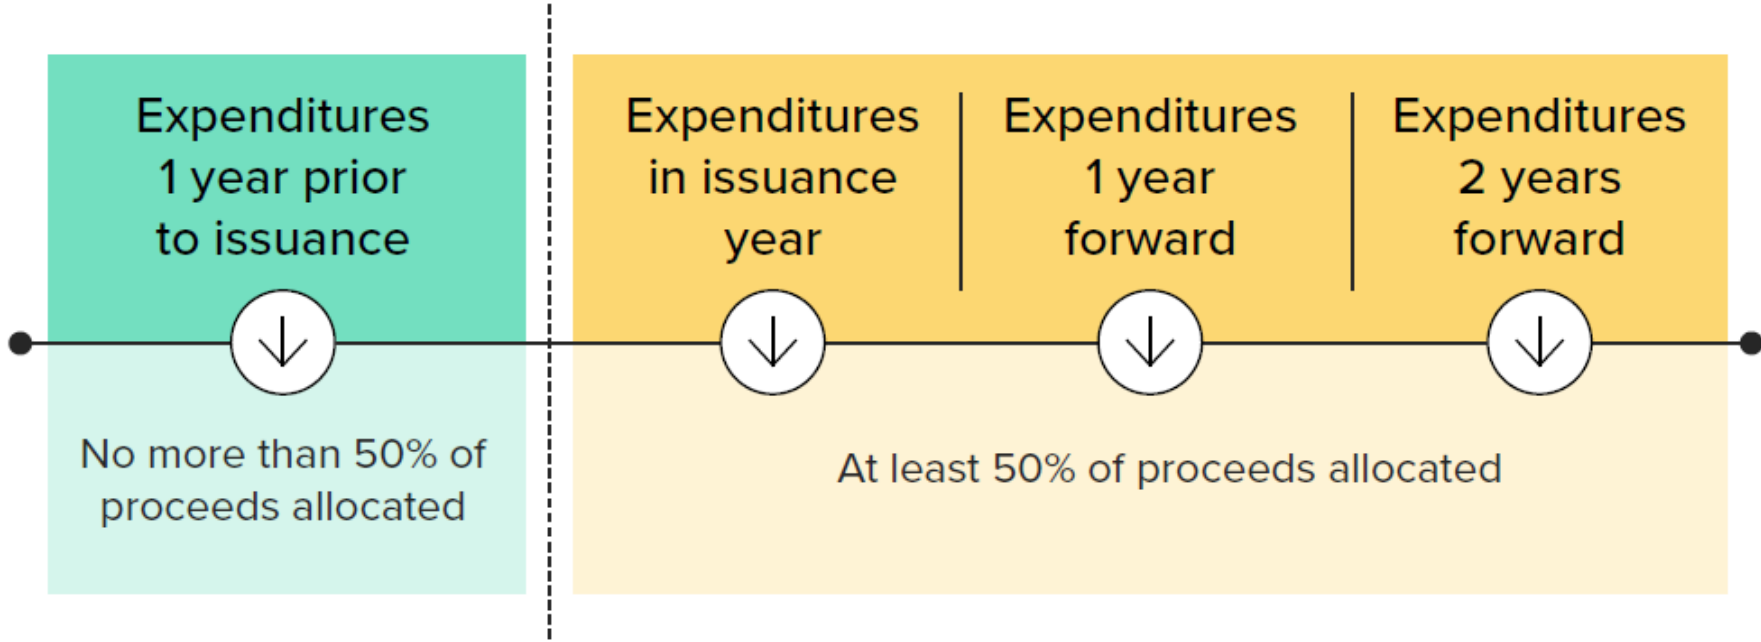 Expenditures
1 year prior
to issuance
Expenditures
in issuance
year
Expenditures
1 year
forward
Expenditures
2 years
forward
No more than 50% of
proceeds allocated
At least 50% of proceeds allocated